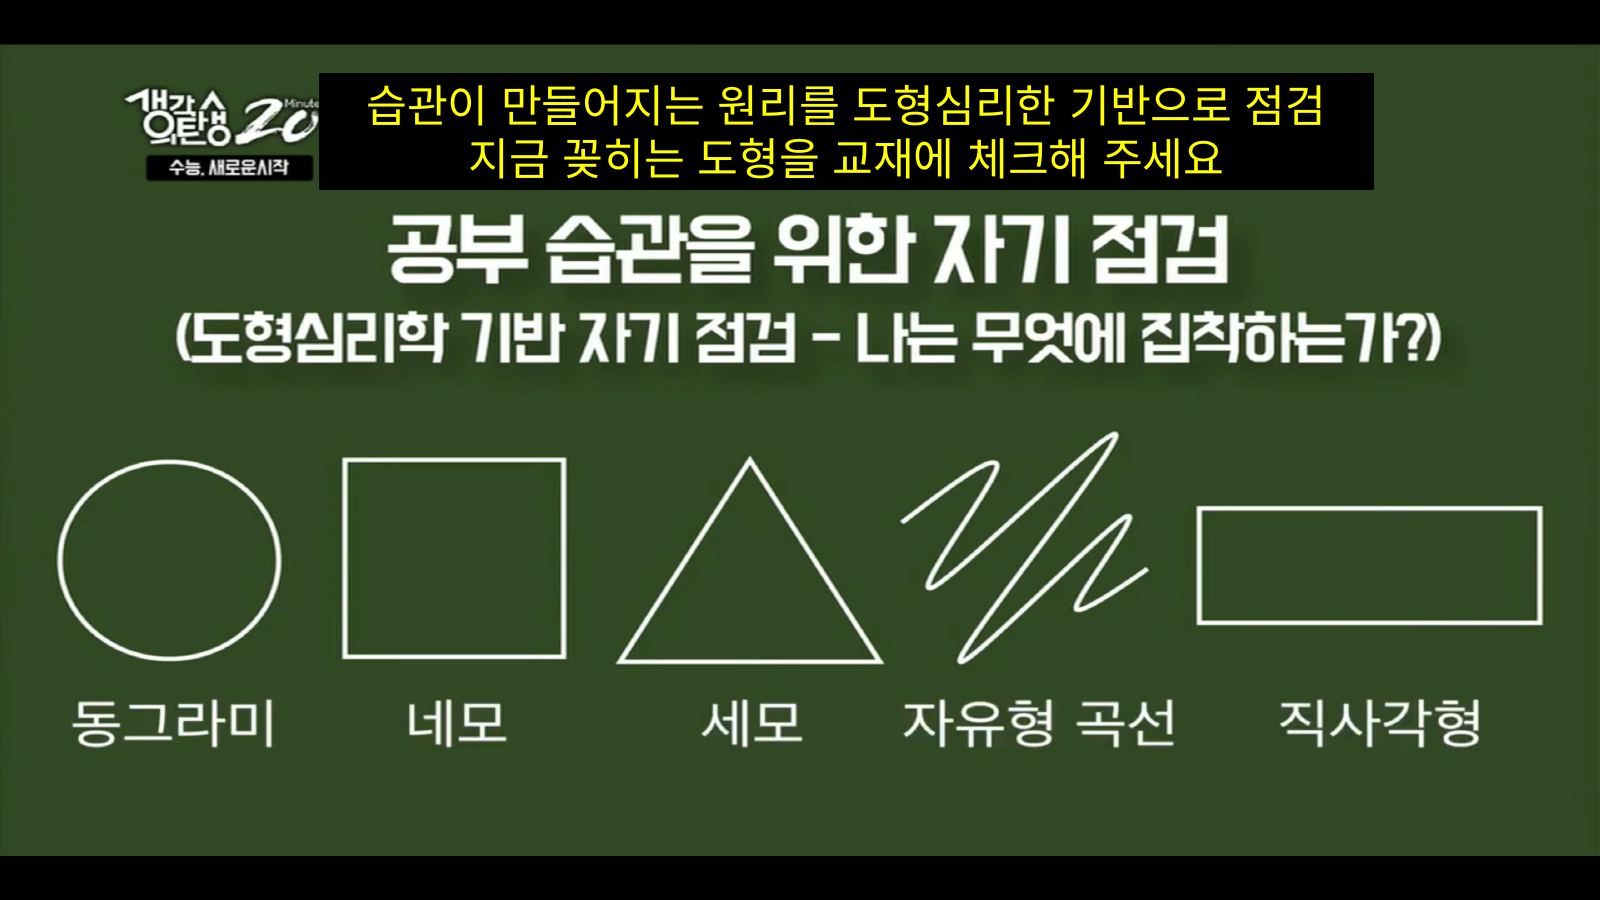 생각의 탄생 20 Minute
수능, 새로운시작
습관이 만들어지는 원리를 도형심리한 기반으로 점검
지금 꽂히는 도형을 교재에 체크해 주세요
공부 습관을 위한 자기 점검
(도형심리학 기반 자기 점검 - 나는 무엇에 집착하는가?)
동그라미 네모 세모 자유형 곡선 직사각형